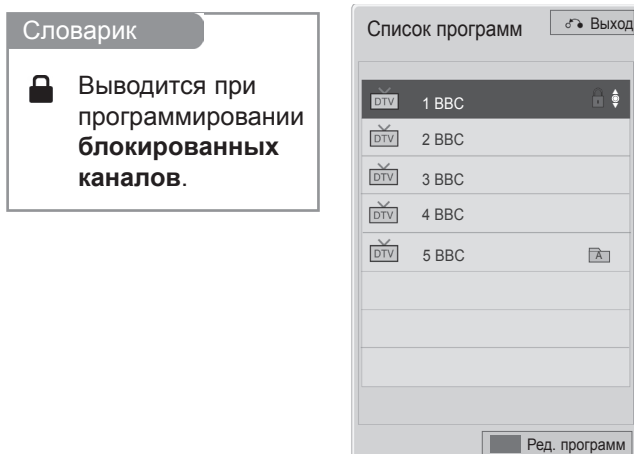 Словарик
Выводится при
программировании
блокированных
каналов.
Список программ
Выход
DTV 1 BBC
DTV 2 BBC
DTV 3 BBC
DTV 4 BBC
DTV 5 BBC A
Ред. программ